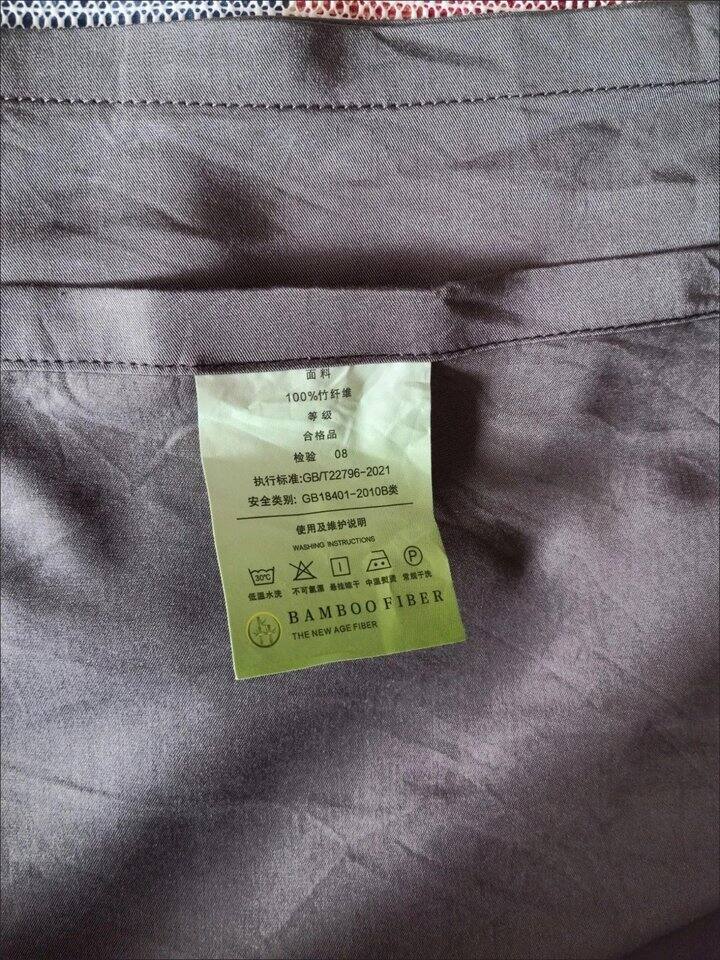 面料
100%竹纤维
等级
合格品
检验 08
执行标准:GB/T22796-2021
安全类别: GB18401-2010B类
使用及维护说明
WASHING INSTRUCTIONS
30℃ P
低温水洗 不可氯漂 悬挂晾干 中温熨烫 常规干洗
BAMBOO FIBER
THE NEW AGE FIBER